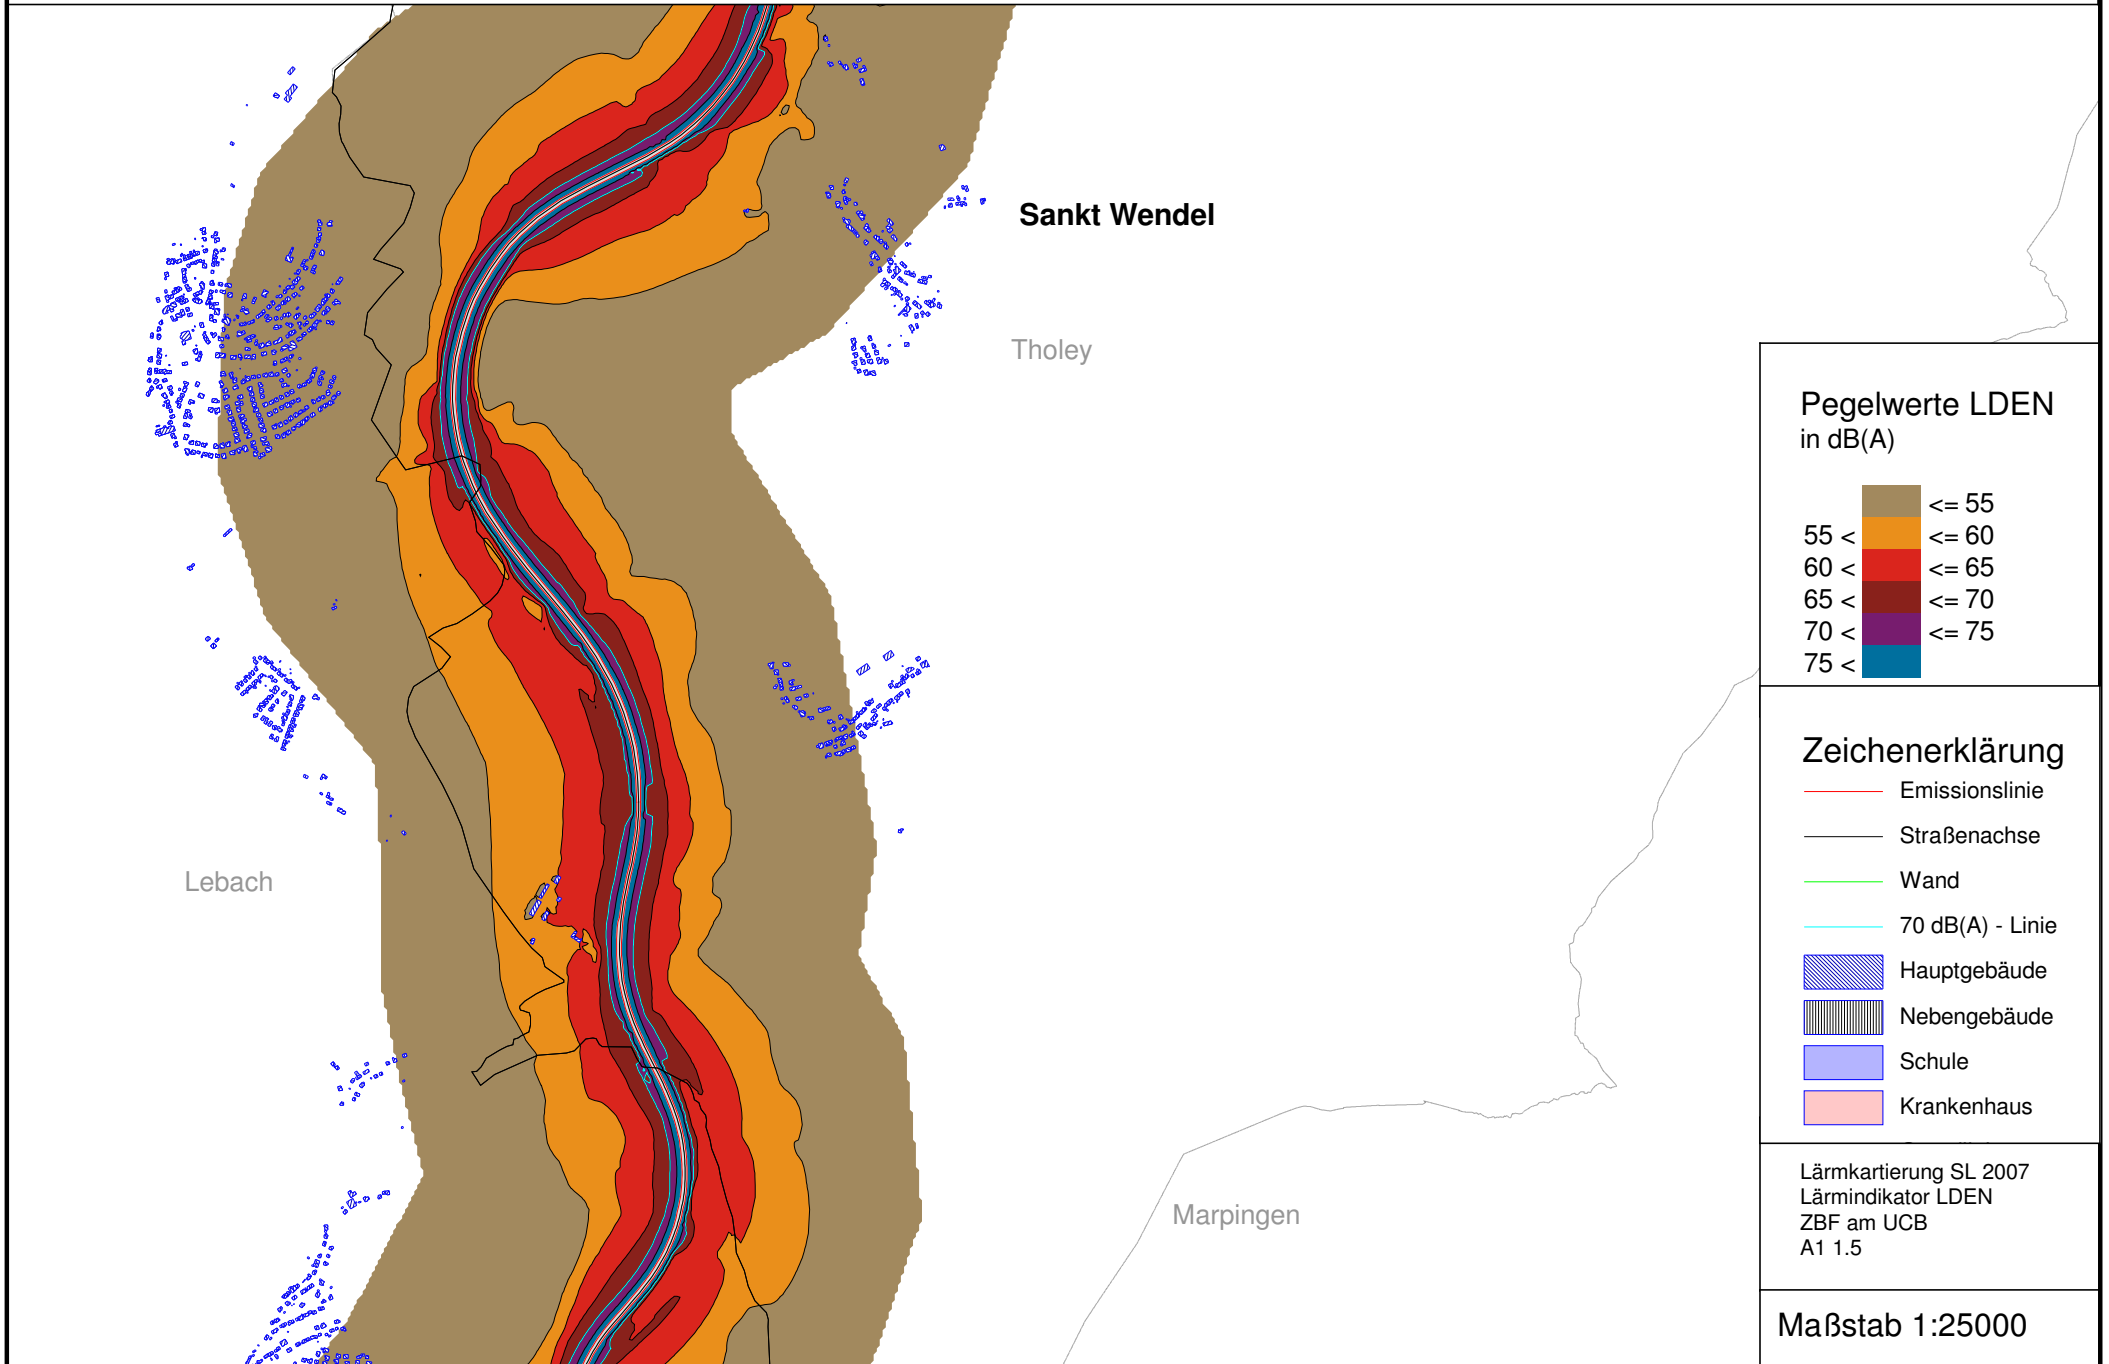 Sankt Wendel
Tholey
Lebach
Marpingen
Pegelwerte LDEN
in dB(A)
<= 55
55 < <= 60
60 < <= 65
65 < <= 70
70 < <= 75
75 <
Zeichenerklärung
Emissionslinie
Straßenachse
Wand
70 dB(A) - Linie
Hauptgebäude
Nebengebäude
Schule
Krankenhaus
Lärmkartierung SL 2007
Lärmindikator LDEN
ZBF am UCB
A1 1.5
Maßstab 1:25000